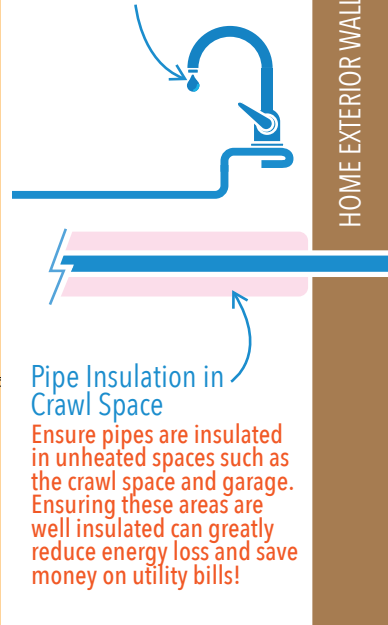 HOME EXTERIOR WALL
Pipe Insulation in
Crawl Space
Ensure pipes are insulated
in unheated spaces such as
the crawl space and garage.
Ensuring these areas are
well insulated can greatly
reduce energy loss and save
money on utility bills!